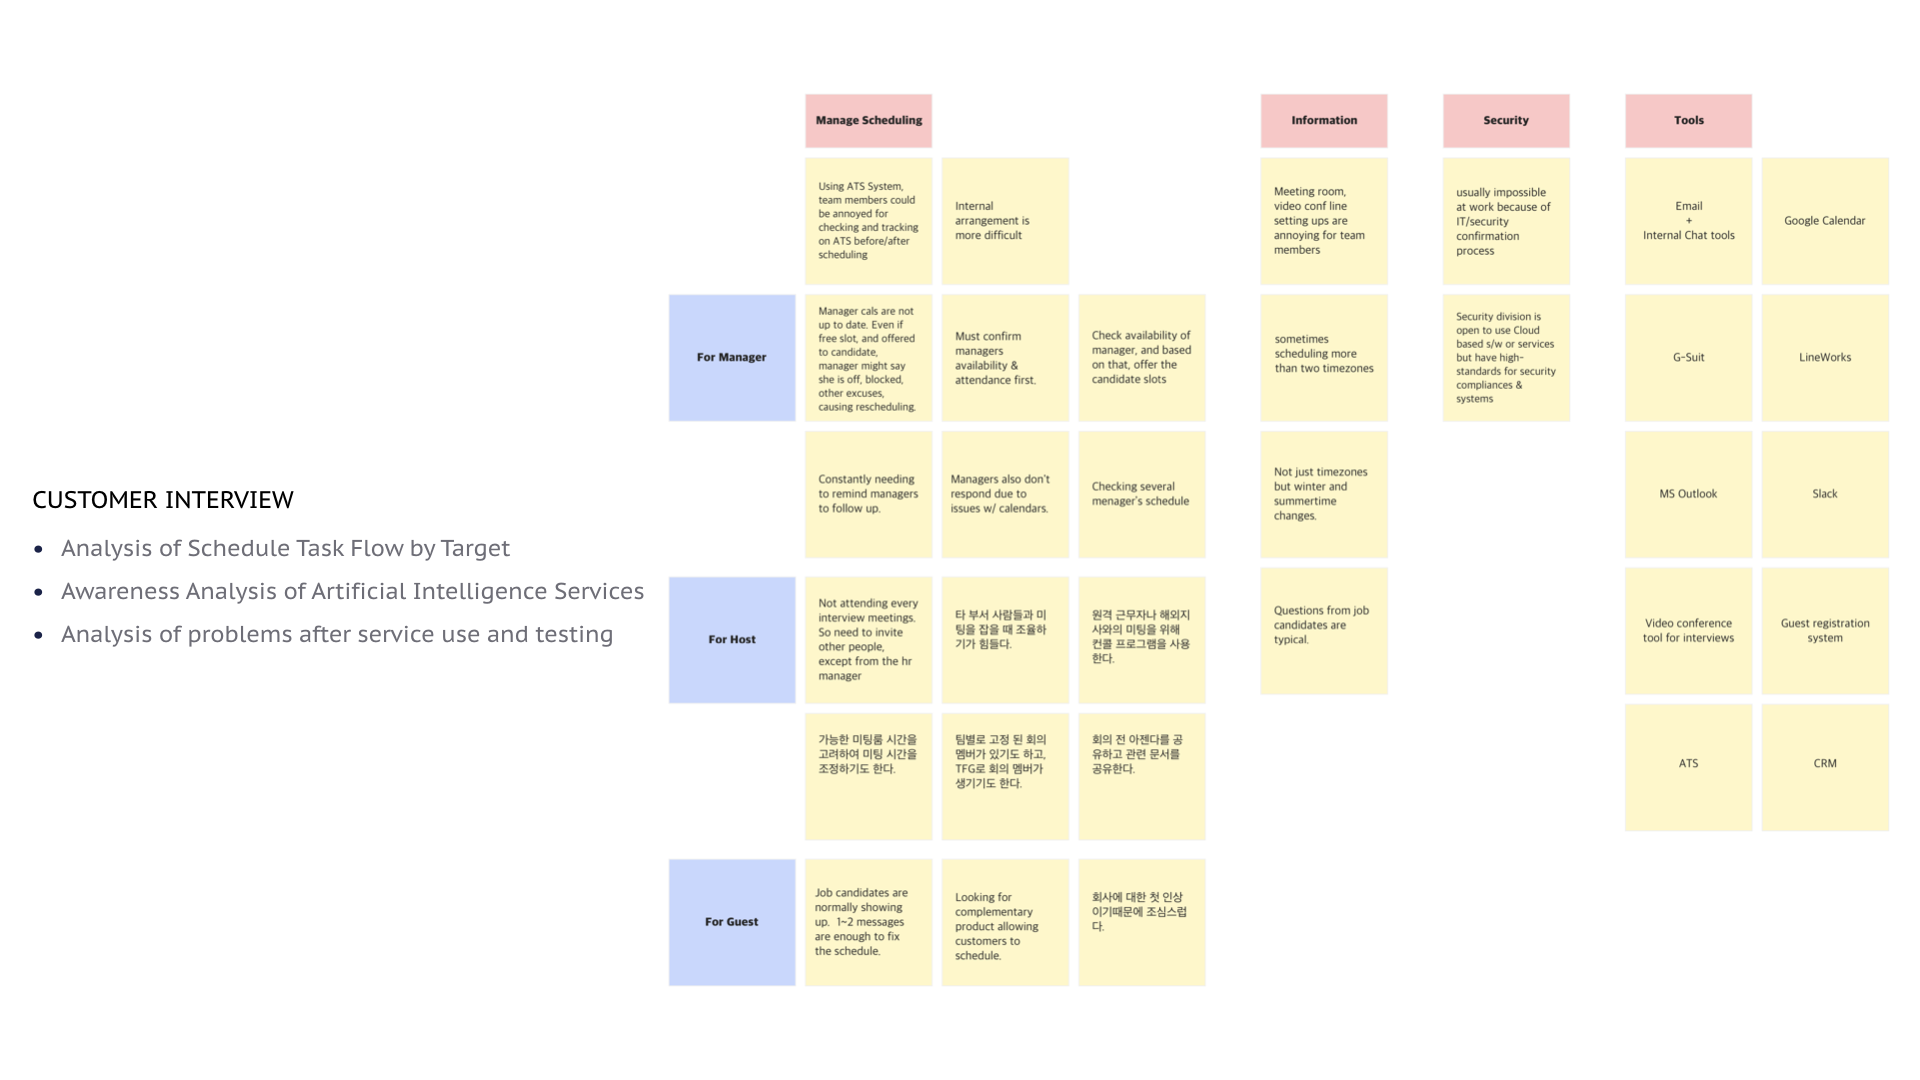 CUSTOMER INTERVIEW
• Analysis of Schedule Task Flow by Target
• Awareness Analysis of Artificial Intelligence Services
• Analysis of problems after service use and testing
Manage Scheduling
Using ATS System,
team members could
be annoyed for
checking and tracking
on ATS before/after
scheduling
Internal
arrangement is
more difficult
For Manager
Manager cals are not
up to date. Even if
free slot, and offered
to candidate,
manager might say
she is off, blocked,
other excuses,
causing rescheduling.
Must confirm
managers
availability &
attendance first.
Check availability of
manager, and based
on that, offer the
candidate slots
Constantly needing
to remind managers
to follow up.
Managers also don't
respond due to
issues w/ calendars.
Checking several
menager's schedule
For Host
Not attending every
interview meetings.
So need to invite
other people,
except from the hr
manager
타 부서 사람들과 미
팅을 잡을 때 조율하
기가 힘들다.
원격 근무자나 해외지
사와의 미팅을 위해
컨콜 프로그램을 사용
한다.
가능한 미팅룸 시간을
고려하여 미팅 시간을
조정하기도 한다.
팀별로 고정 된 회의
멤버가 있기도 하고,
TFG로 회의 멤버가
생기기도 한다.
회의 전 아젠다를 공
유하고 관련 문서를
공유한다.
For Guest
Job candidates are
normally showing
up. 1~2 messages
are enough to fix
the schedule.
Looking for
complementary
product allowing
customers to
schedule.
회사에 대한 첫 인상
이기때문에 조심스럽
다.
Information
Meeting room,
video conf line
setting ups are
annoying for team
members
sometimes
scheduling more
than two timezones
Not just timezones
but winter and
summertime
changes.
Questions from job
candidates are
typical.
Security
usually impossible
at work because of
IT/security
confirmation
process
Security division is
open to use Cloud
based s/w or services
but have high-
standards for security
compliances &
systems
Tools
Email
+
Internal Chat tools
Google Calendar
G-Suit
LineWorks
MS Outlook
Slack
Video conference
tool for interviews
Guest registration
system
ATS
CRM